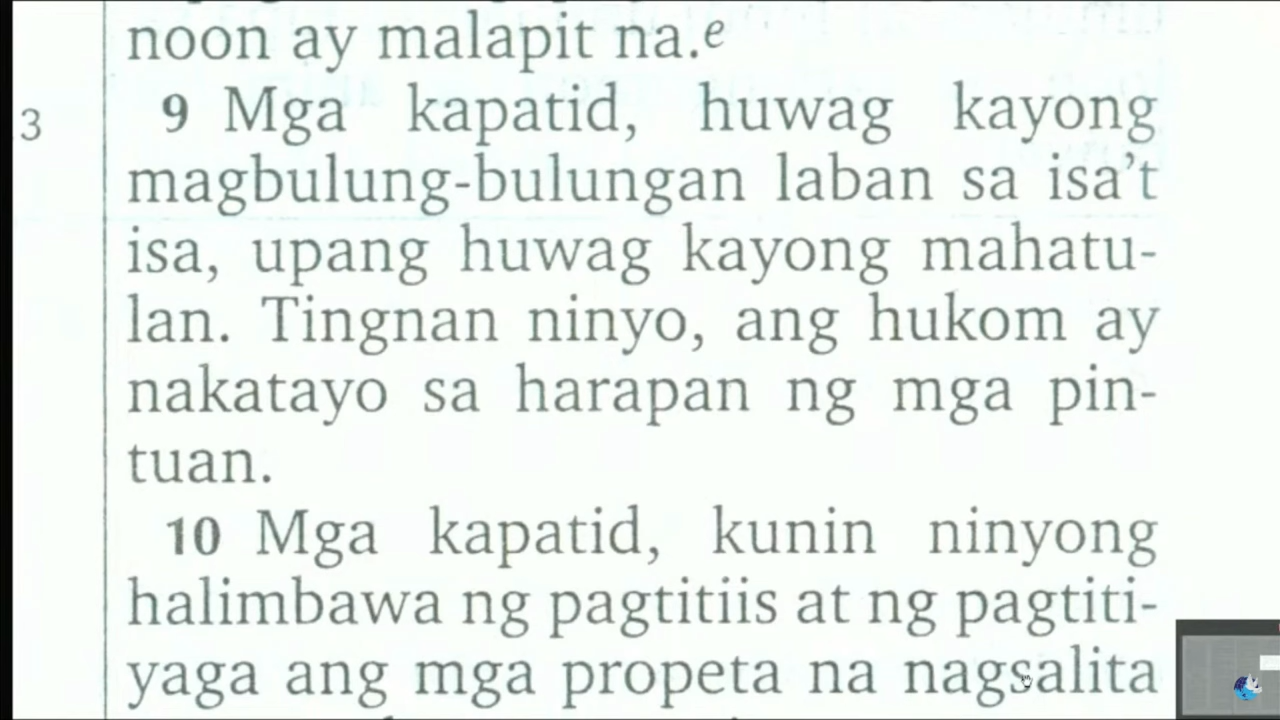 noon ay malapit na.e
3
9 Mga kapatid, huwag kayong
magbulung-bulungan laban sa isa’t
isa, upang huwag kayong mahatu-
lan. Tingnan ninyo, ang hukom ay
nakatayo sa harapan ng mga pin-
tuan.
10 Mga kapatid, kunin ninyong
halimbawa ng pagtitiis at ng pagtiti-
yaga ang mga propeta na nagsalita